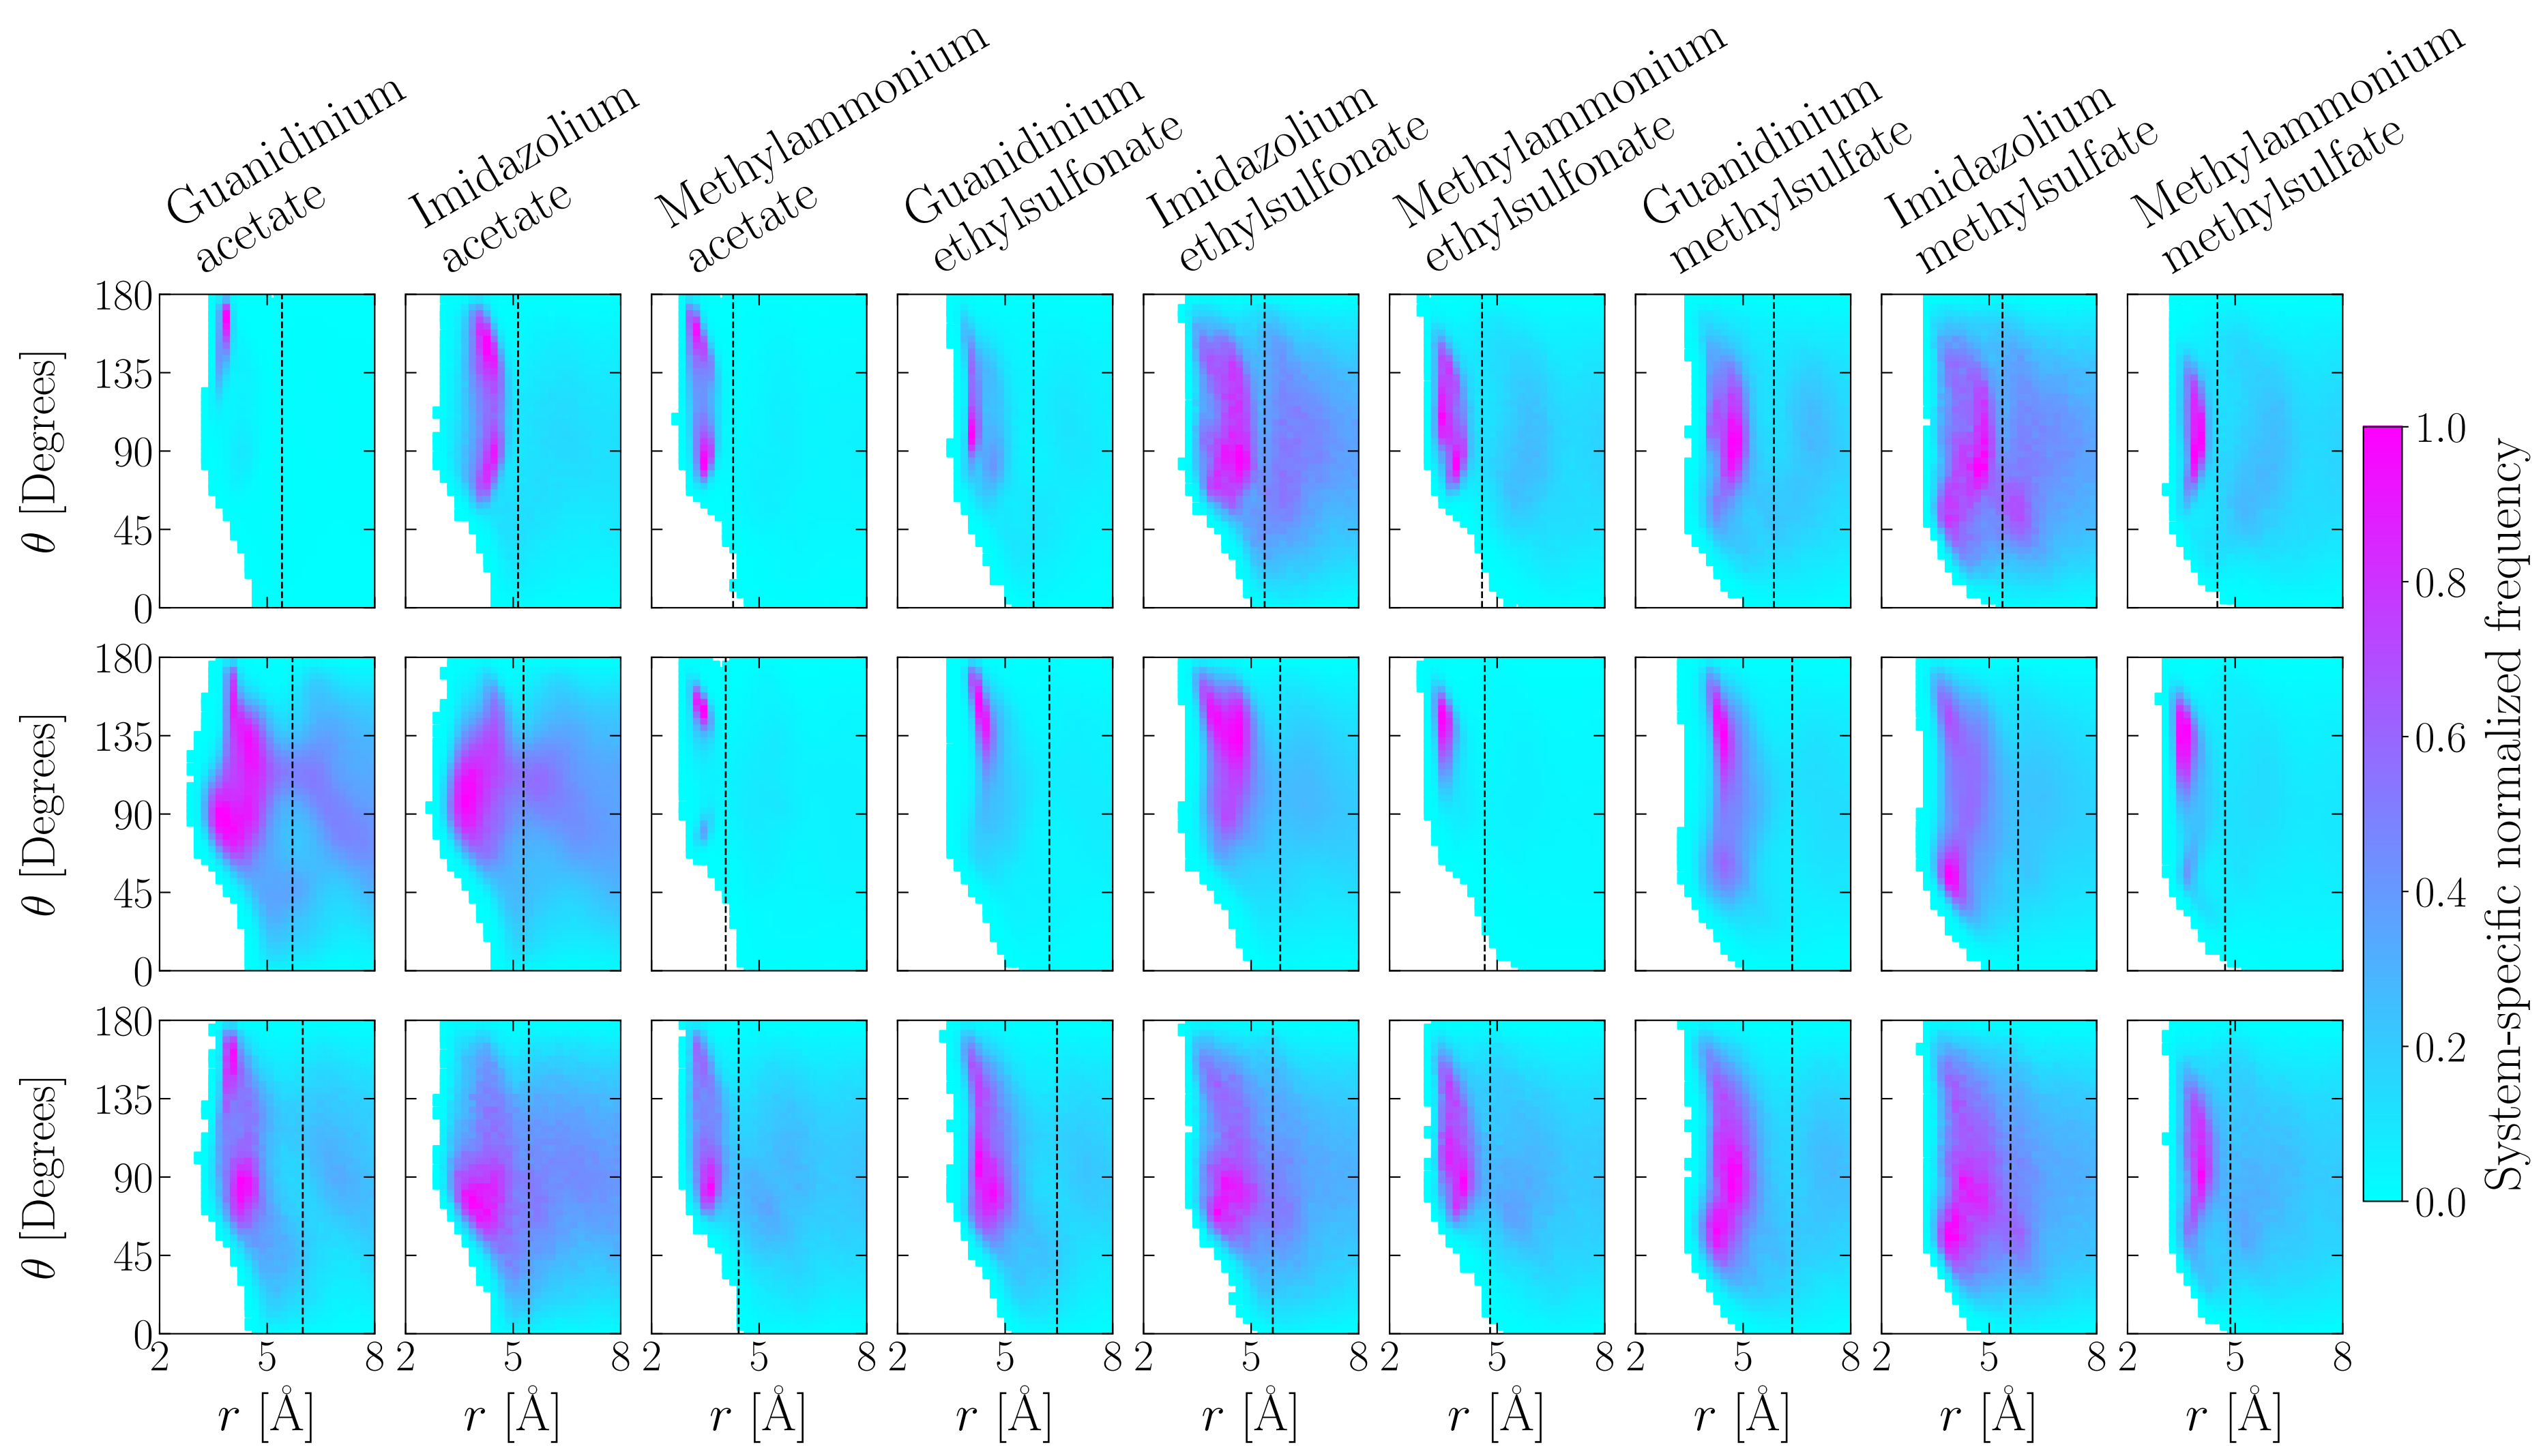 Guanidinium
acetate
Imidazolium
acetate
Methylammonium
acetate
Guanidinium
ethylsulfonate
Imidazolium
ethylsulfonate
Methylammonium
ethylsulfonate
Guanidinium
methylsulfate
Imidazolium
methylsulfate
Methylammonium
methylsulfate
θ [Degrees]
180
135
90
45
0
θ [Degrees]
180
135
90
45
0
θ [Degrees]
180
135
90
45
0
2 5 8
2 5 8
2 5 8
2 5 8
2 5 8
2 5 8
2 5 8
2 5 8
2 5 8
r [Å]
r [Å]
r [Å]
r [Å]
r [Å]
r [Å]
r [Å]
r [Å]
r [Å]
1.0
0.8
0.6
0.4
0.2
0.0
System-specific normalized frequency